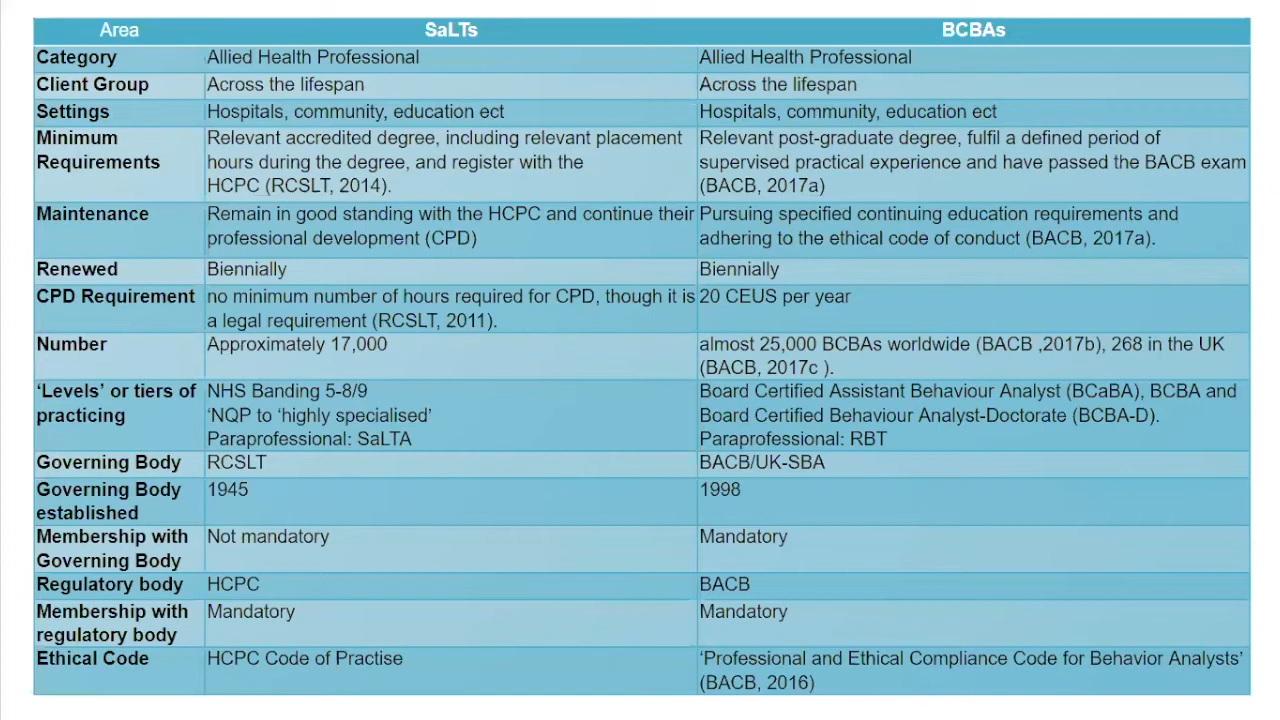 Area SaLTs BCBAs
Category Allied Health Professional Allied Health Professional
Client Group Across the lifespan Across the lifespan
Settings Hospitals, community, education ect Hospitals, community, education ect
Minimum Relevant accredited degree, including relevant placement Relevant post-graduate degree, fulfil a defined period of
Requirements hours during the degree, and register with the supervised practical experience and have passed the BACB exam
HCPC (RCSLT, 2014). (BACB, 2017a)
Maintenance Remain in good standing with the HCPC and continue their Pursuing specified continuing education requirements and
professional development (CPD) adhering to the ethical code of conduct (BACB, 2017a).
Renewed Biennially Biennially
CPD Requirement no minimum number of hours required for CPD, though it is 20 CEUS per year
a legal requirement (RCSLT, 2011).
Number Approximately 17,000 almost 25,000 BCBAs worldwide (BACB ,2017b), 268 in the UK
(BACB, 2017c ).
‘Levels’ or tiers of NHS Banding 5-8/9 Board Certified Assistant Behaviour Analyst (BCaBA), BCBA and
practicing ‘NQP to ‘highly specialised’ Board Certified Behaviour Analyst-Doctorate (BCBA-D).
Paraprofessional: SaLTA Paraprofessional: RBT
Governing Body RCSLT BACB/UK-SBA
Governing Body 1945 1998
established
Membership with Not mandatory Mandatory
Governing Body
Regulatory body HCPC BACB
Membership with Mandatory Mandatory
regulatory body
Ethical Code HCPC Code of Practise ‘Professional and Ethical Compliance Code for Behavior Analysts’
(BACB, 2016)